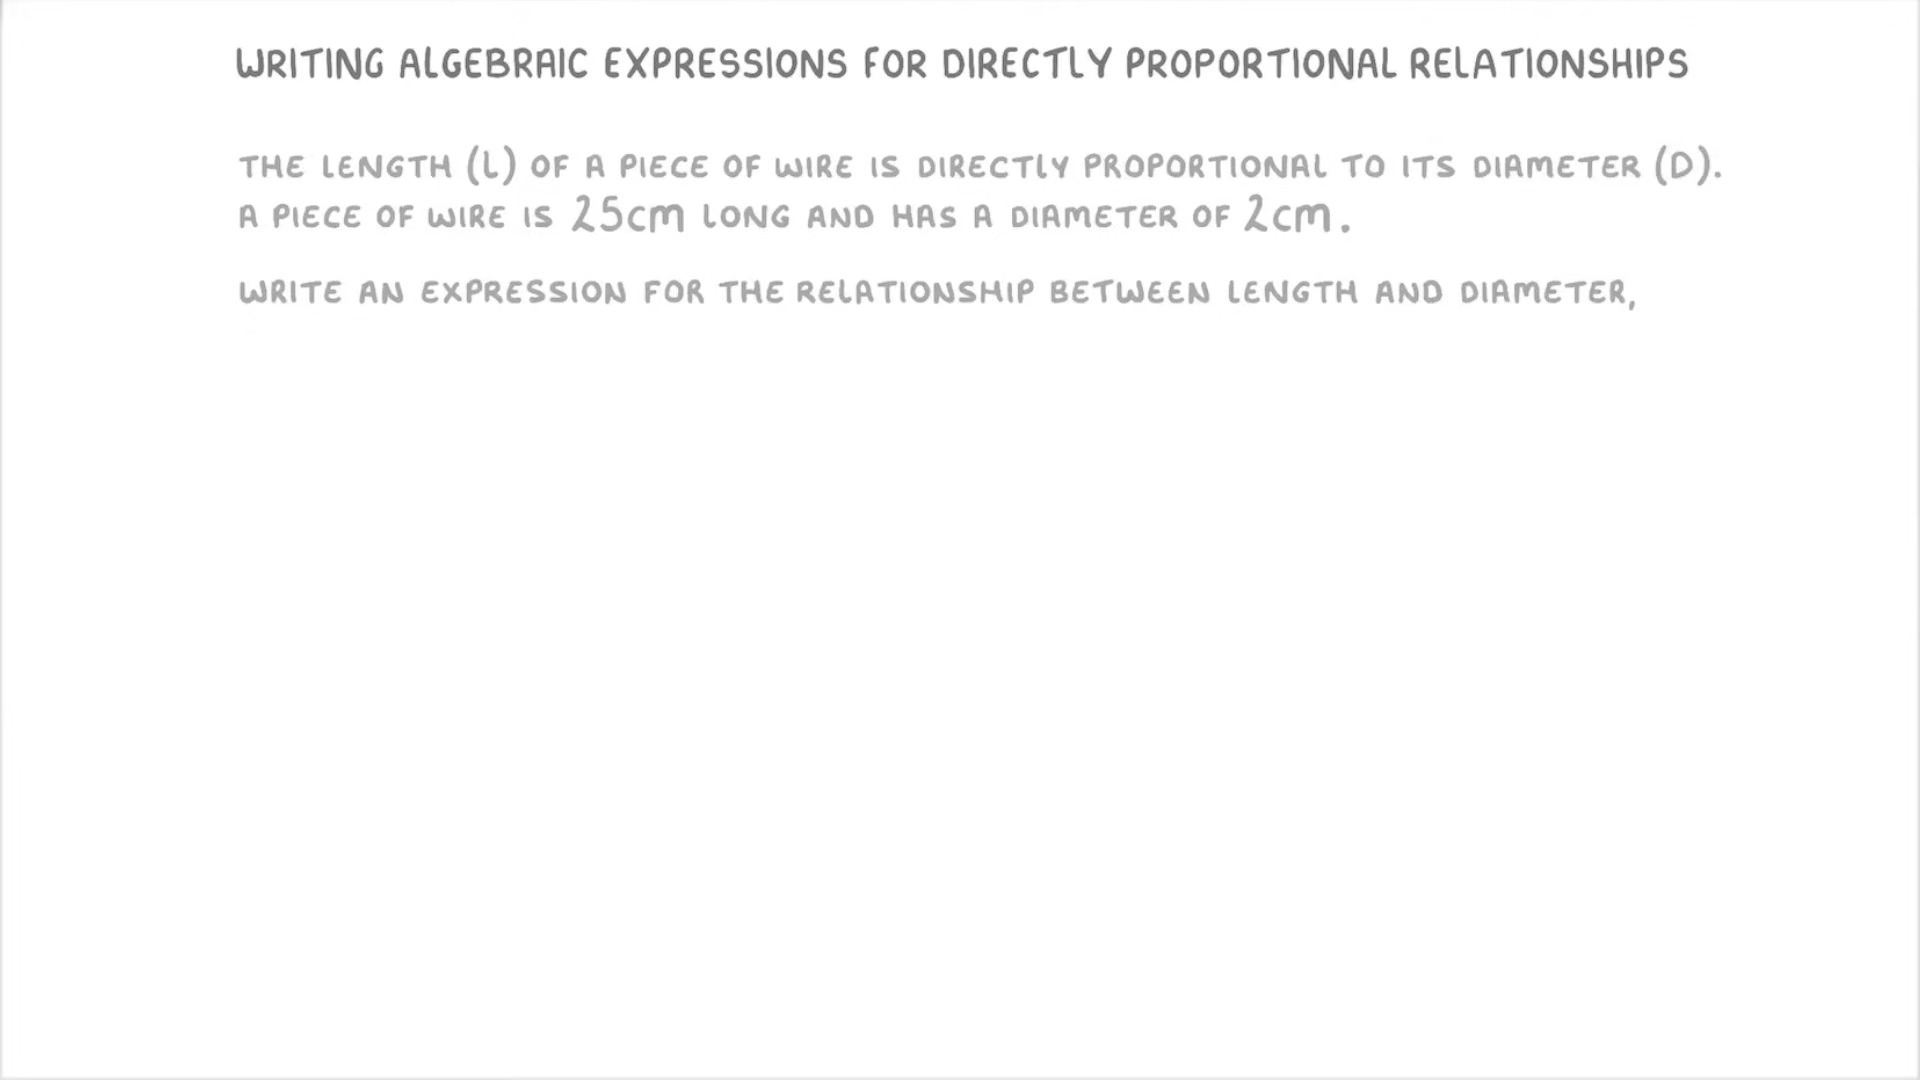 WRITING ALGEBRAIC EXPRESSIONS FOR DIRECTLY PROPORTIONAL RELATIONSHIPS
THE LENGTH (L) OF A PIECE OF WIRE IS DIRECTLY PROPORTIONAL TO ITS DIAMETER (D).
A PIECE OF WIRE IS 25cm LONG AND HAS A DIAMETER OF 2cm.
WRITE AN EXPRESSION FOR THE RELATIONSHIP BETWEEN LENGTH AND DIAMETER,